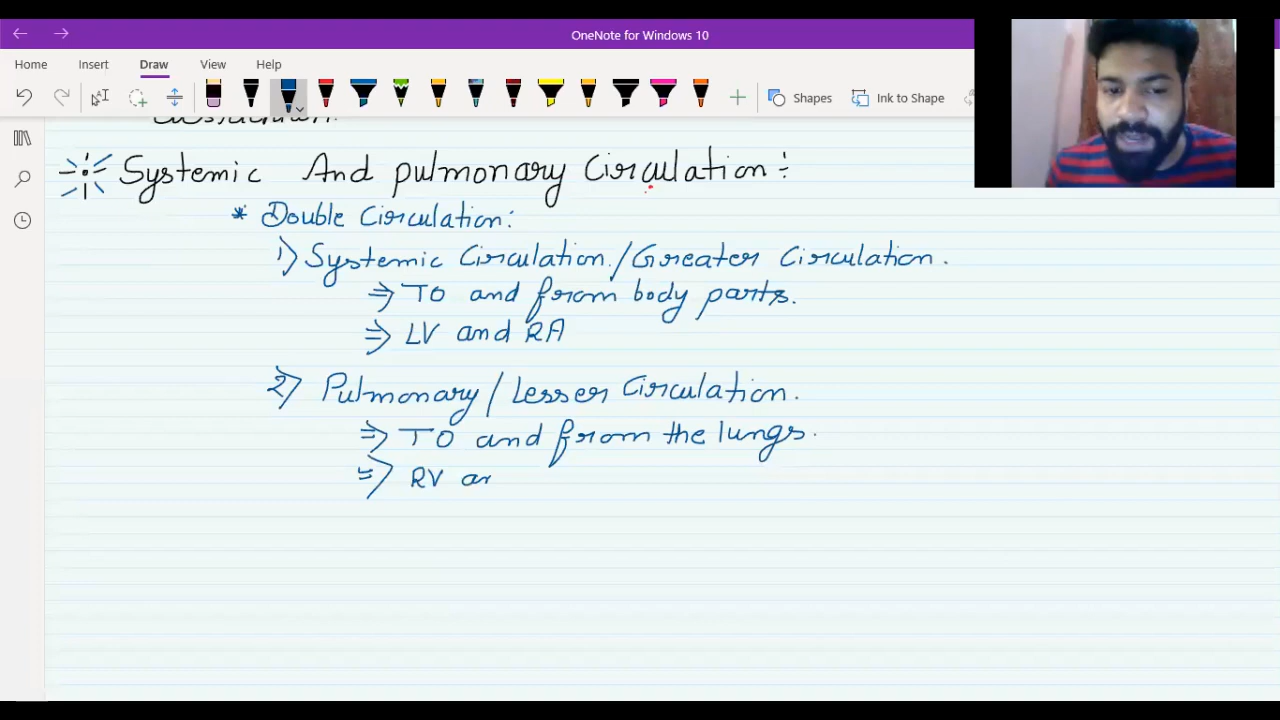 OneNote for Windows 10
Home Insert Draw View Help
Shapes Ink to Shape
Systemic And pulmonary Circulation :
* Double Circulation:
1) Systemic Circulation./Greater Circulation.
⇒ To and from body parts.
⇒ LV and RA
2) Pulmonary/Lesser Circulation.
⇒ To and from the lungs.
⇒ RV ar